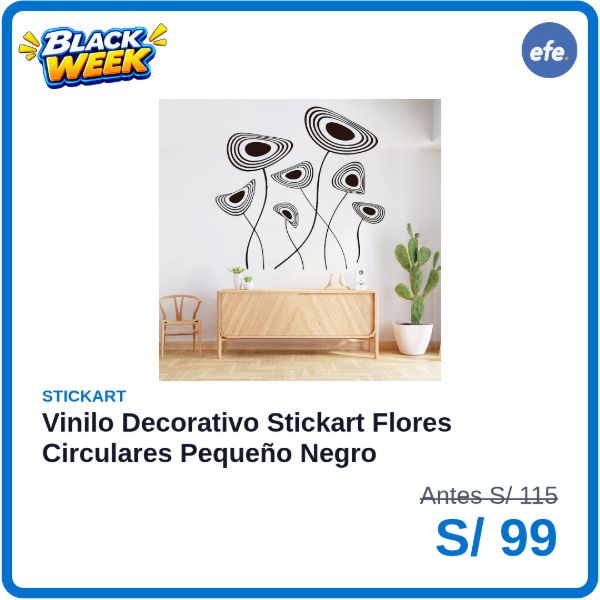 BLACK
WEEK
efe.
STICKART
Vinilo Decorativo Stickart Flores
Circulares Pequeño Negro
Antes S/ 115
S/ 99